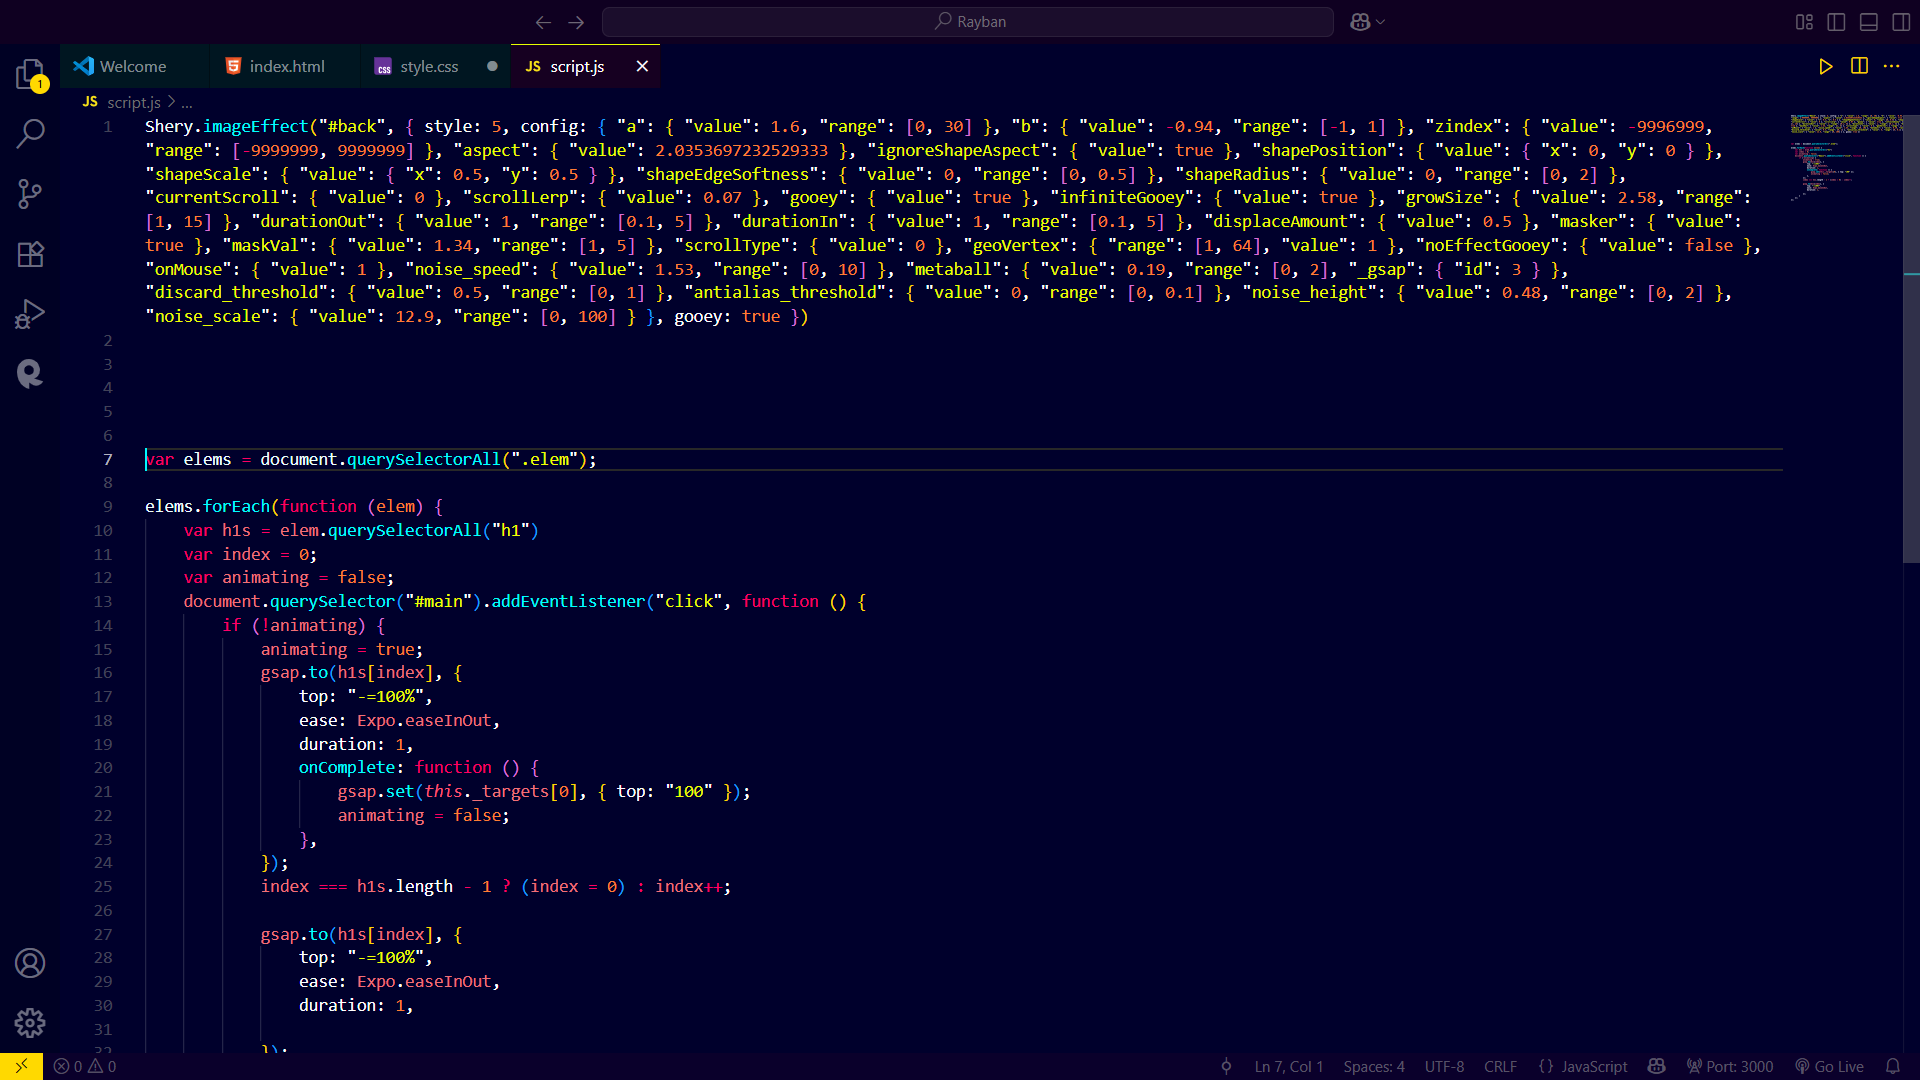 Rayban
Welcome
index.html
style.css
JS script.js
1
JS script.js > ...
1 Shery.imageEffect("#back", { style: 5, config: { "a": { "value": 1.6, "range": [0, 30] }, "b": { "value": -0.94, "range": [-1, 1] }, "zindex": { "value": -9996999,
"range": [-9999999, 9999999] }, "aspect": { "value": 2.0353697232529333 }, "ignoreShapeAspect": { "value": true }, "shapePosition": { "value": { "x": 0, "y": 0 } },
"shapeScale": { "value": { "x": 0.5, "y": 0.5 } }, "shapeEdgeSoftness": { "value": 0, "range": [0, 0.5] }, "shapeRadius": { "value": 0, "range": [0, 2] },
"currentScroll": { "value": 0 }, "scrollLerp": { "value": 0.07 }, "gooey": { "value": true }, "infiniteGooey": { "value": true }, "growSize": { "value": 2.58, "range":
[1, 15] }, "durationOut": { "value": 1, "range": [0.1, 5] }, "durationIn": { "value": 1, "range": [0.1, 5] }, "displaceAmount": { "value": 0.5 }, "masker": { "value":
true }, "maskVal": { "value": 1.34, "range": [1, 5] }, "scrollType": { "value": 0 }, "geoVertex": { "range": [1, 64], "value": 1 }, "noEffectGooey": { "value": false },
"onMouse": { "value": 1 }, "noise_speed": { "value": 1.53, "range": [0, 10] }, "metaball": { "value": 0.19, "range": [0, 2], "_gsap": { "id": 3 } },
"discard_threshold": { "value": 0.5, "range": [0, 1] }, "antialias_threshold": { "value": 0, "range": [0, 0.1] }, "noise_height": { "value": 0.48, "range": [0, 2] },
"noise_scale": { "value": 12.9, "range": [0, 100] } }, gooey: true })
2
3
4
5
6
7 var elems = document.querySelectorAll(".elem");
8
9 elems.forEach(function (elem) {
10 var h1s = elem.querySelectorAll("h1")
11 var index = 0;
12 var animating = false;
13 document.querySelector("#main").addEventListener("click", function () {
14 if (!animating) {
15 animating = true;
16 gsap.to(h1s[index], {
17 top: "-=100%",
18 ease: Expo.easeInOut,
19 duration: 1,
20 onComplete: function () {
21 gsap.set(this._targets[0], { top: "100" });
22 animating = false;
23 },
24 });
25 index === h1s.length - 1 ? (index = 0) : index++;
26
27 gsap.to(h1s[index], {
28 top: "-=100%",
29 ease: Expo.easeInOut,
30 duration: 1,
31
32 });
0 0 Ln 7, Col 1 Spaces: 4 UTF-8 CRLF {} JavaScript Port: 3000 Go Live